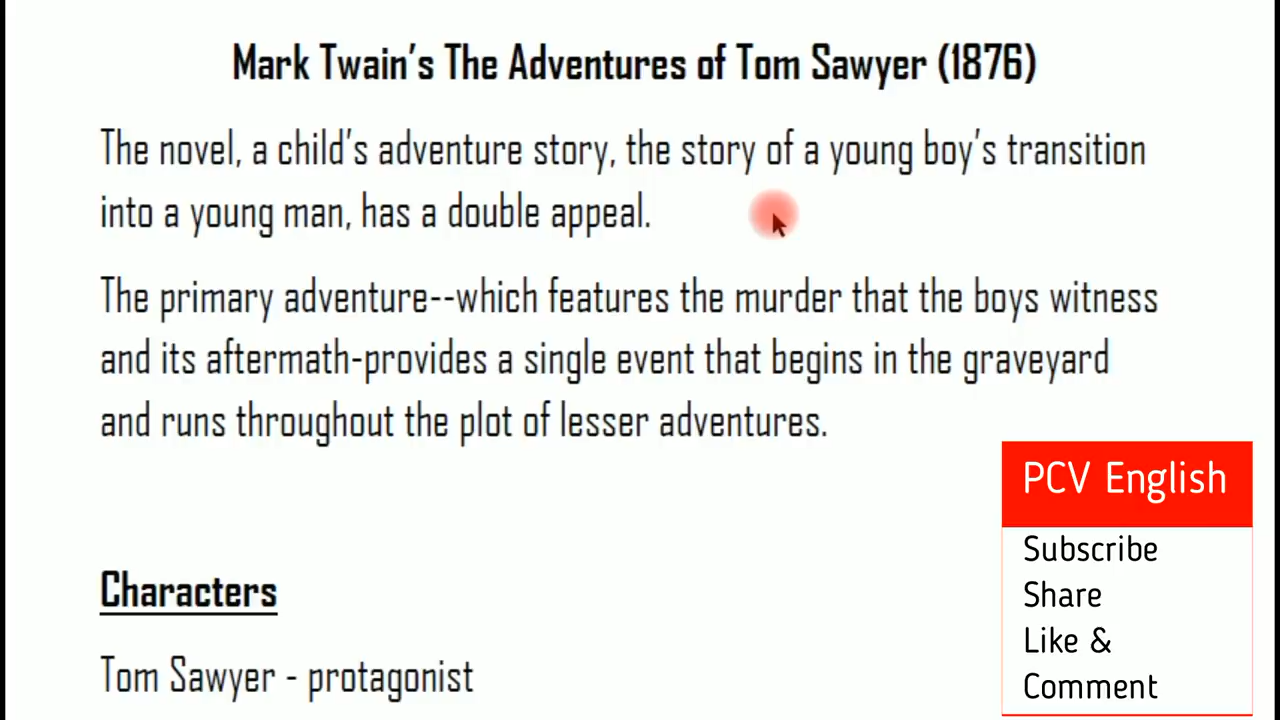 Mark Twain's The Adventures of Tom Sawyer (1876)
The novel, a child's adventure story, the story of a young boy's transition
into a young man, has a double appeal.
The primary adventure--which features the murder that the boys witness
and its aftermath-provides a single event that begins in the graveyard
and runs throughout the plot of lesser adventures.
PCV English
Subscribe
Share
Like &
Comment
Characters
Tom Sawyer - protagonist